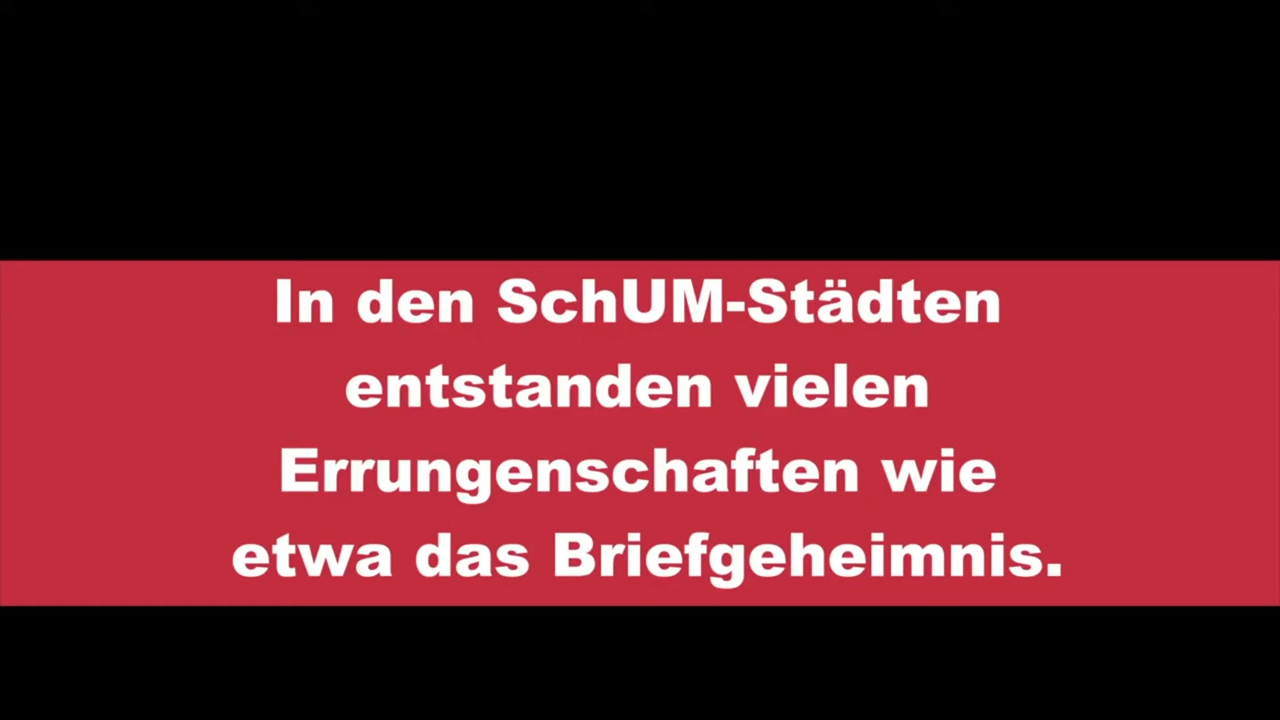 In den SchUM-Städten
entstanden vielen
Errungenschaften wie
etwa das Briefgeheimnis.